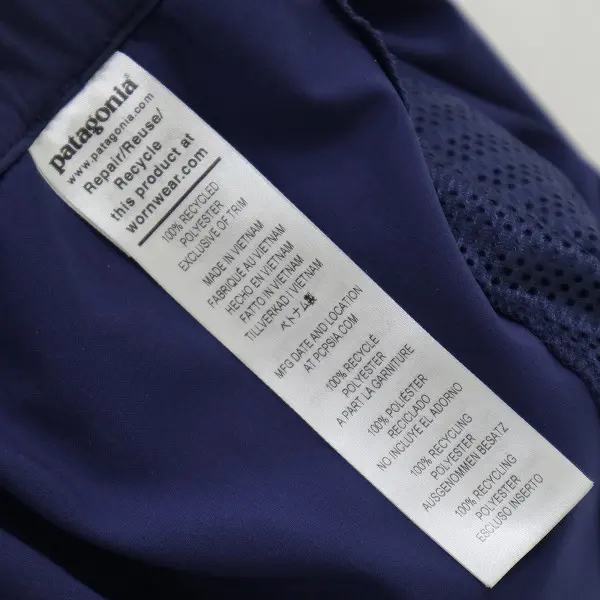 patagonia®
www.patagonia.com
Repair/Reuse/
Recycle
this product at
wornwear.com
100% RECYCLED
POLYESTER
EXCLUSIVE OF TRIM
MADE IN VIETNAM
FABRIQUÉ AU VIETNAM
HECHO EN VIETNAM
FATTO IN VIETNAM
TILLVERKAD I VIETNAM
ベトナム製
MFG DATE AND LOCATION
AT PCPSIA.COM
100% RECYCLÉ
POLYESTER
A PART LA GARNITURE
100% POLIÉSTER
RECICLADO
NO INCLUYE EL ADORNO
100% RECYCLING
POLYESTER
AUSGENOMMEN BESATZ
100% RECYCLING
POLYESTER
ESCLUSO INSERTO